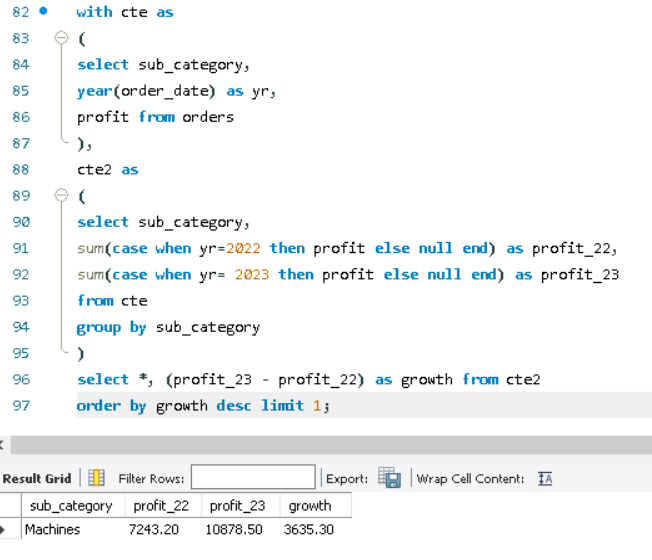 82 with cte as
83 (
84 select sub_category,
85 year(order_date) as yr,
86 profit from orders
87 ),
88 cte2 as
89 (
90 select sub_category,
91 sum(case when yr=2022 then profit else null end) as profit_22,
92 sum(case when yr= 2023 then profit else null end) as profit_23
93 from cte
94 group by sub_category
95 )
96 select *, (profit_23 - profit_22) as growth from cte2
97 order by growth desc limit 1;
Result Grid Filter Rows: Export: Wrap Cell Content: IA
sub_category profit_22 profit_23 growth
Machines 7243.20 10878.50 3635.30